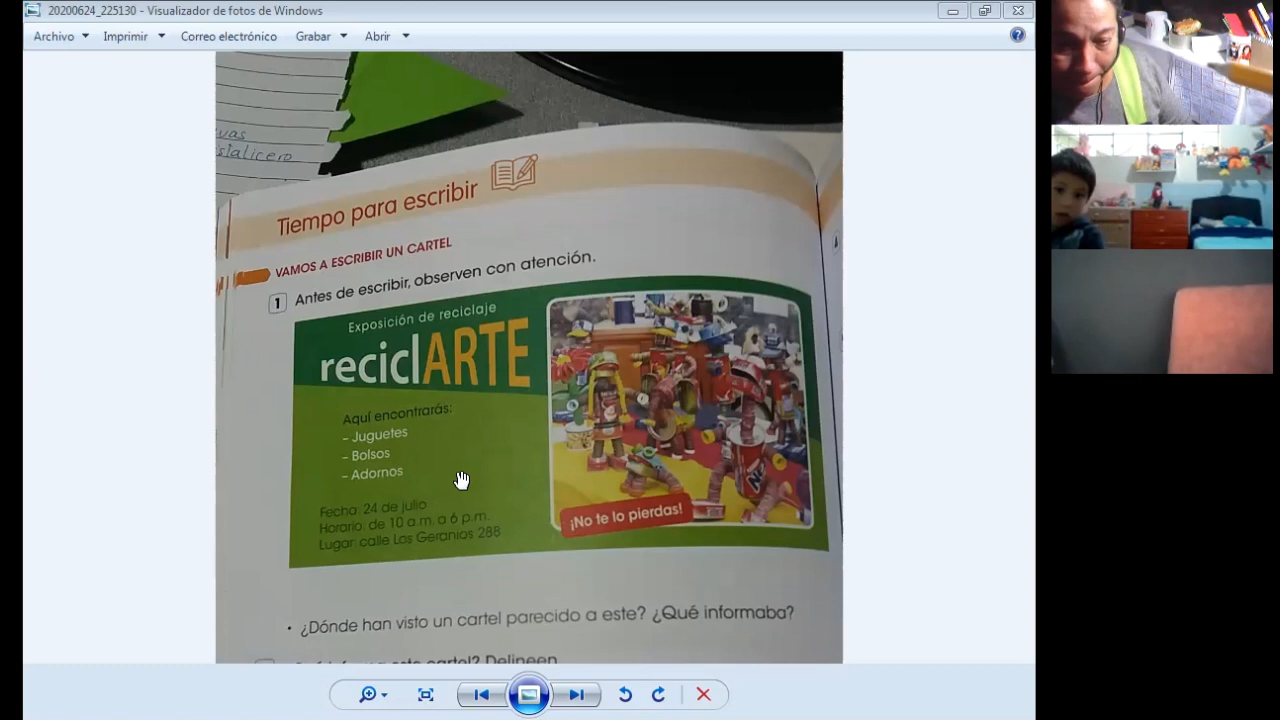 20200624_225130 - Visualizador de fotos de Windows
Archivo Imprimir Correo electrónico Grabar Abrir
Tiempo para escribir
VAMOS A ESCRIBIR UN CARTEL
1 Antes de escribir, observen con atención.
Exposición de reciclaje
reciclARTE
Aquí encontrarás:
- Juguetes
- Bolsos
- Adornos
Fecha: 24 de julio
Horario: de 10 a.m. a 6 p.m.
Lugar: calle Los Geranios 288
¡No te lo pierdas!
• ¿Dónde han visto un cartel parecido a este? ¿Qué informaba?
este cartel? Delineen